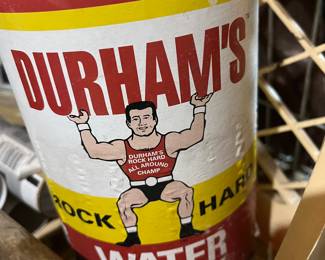 DURHAM'S
DURHAM'S
ROCK HARD
ALL AROUND
CHAMP
ROCK HARD
WATER